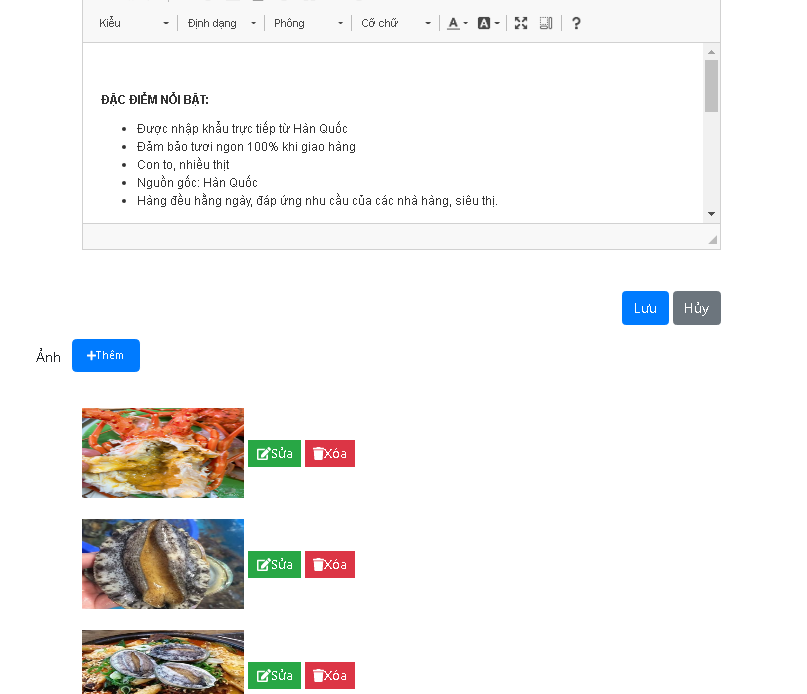 Kiểu Định dạng Phông Cỡ chữ A A ?
ĐẶC ĐIỂM NỔI BẬT:
Được nhập khẩu trực tiếp từ Hàn Quốc
Đảm bảo tươi ngon 100% khi giao hàng
Con to, nhiều thịt
Nguồn gốc: Hàn Quốc
Hàng đều hằng ngày, đáp ứng nhu cầu của các nhà hàng, siêu thị.
Lưu Hủy
Ảnh Thêm
Sửa Xóa
Sửa Xóa
Sửa Xóa